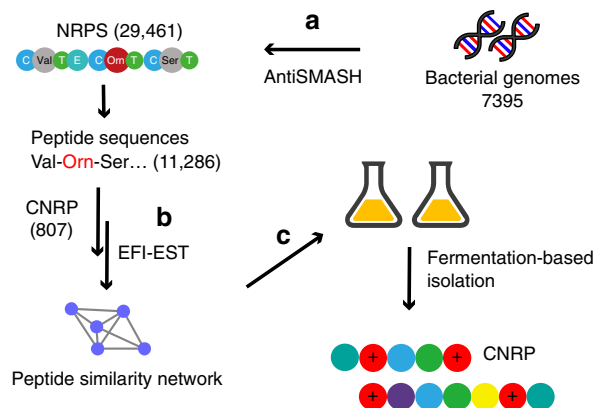 a
NRPS (29,461)
C Val T E C Orn T C Ser T
AntiSMASH
Bacterial genomes
7395
Peptide sequences
Val-Orn-Ser... (11,286)
CNRP
(807)
b
EFI-EST
c
Fermentation-based
isolation
Peptide similarity network
CNRP
+ +
+ +